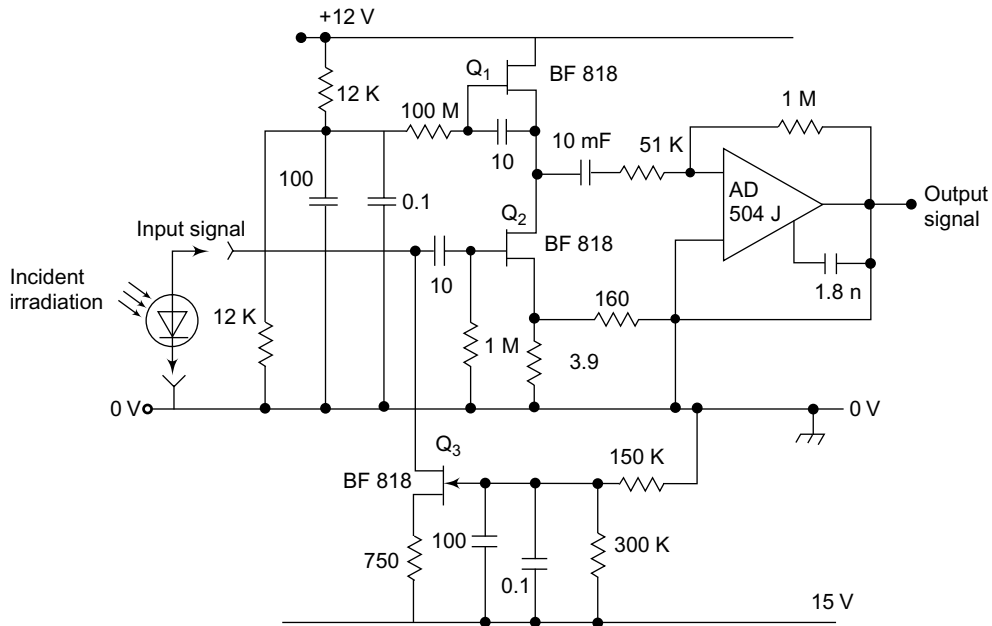 +12 V
Q1
BF 818
12 K
100 M
1 M
10 mF
51 K
10
100
0.1
AD
504 J
Output
signal
Q2
Input signal
BF 818
Incident
irradiation
10
1.8 n
160
12 K
1 M
3.9
0 V
0 V
Q3
150 K
BF 818
100
300 K
750
0.1
15 V